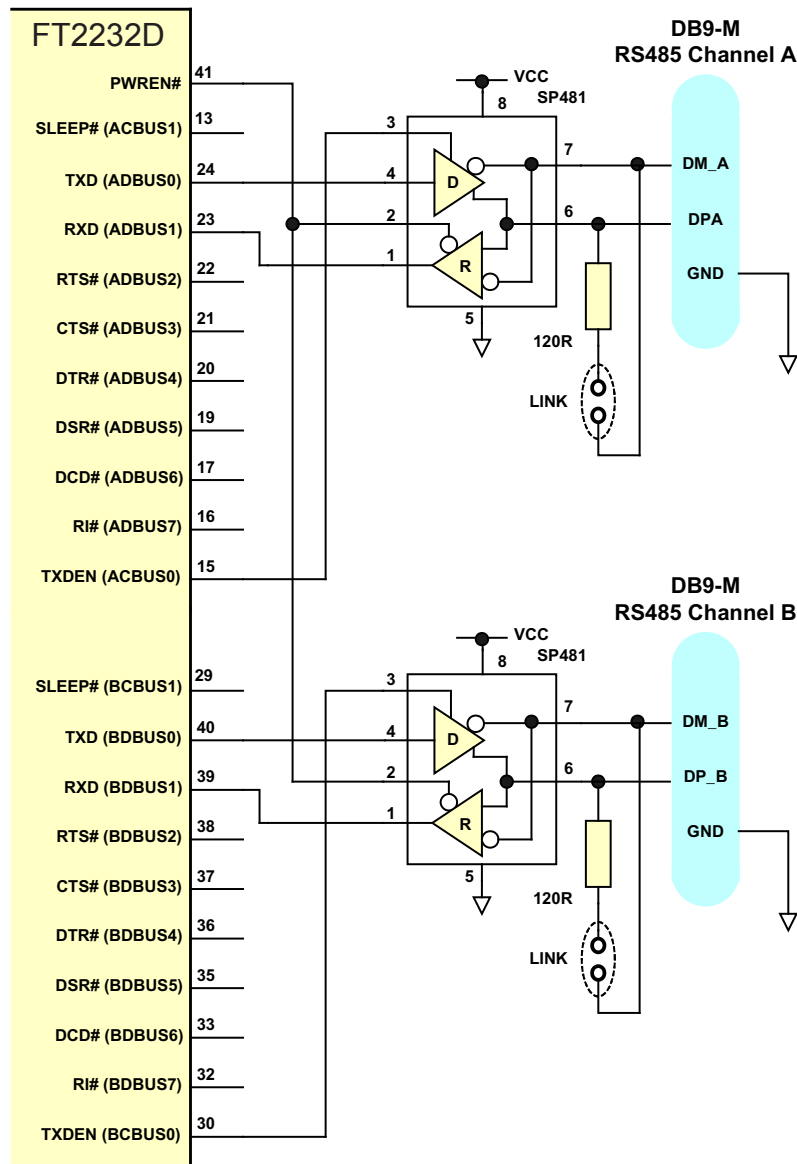 FT2232D
DB9-M
RS485 Channel A
PWREN# 41
VCC
8 SP481
SLEEP# (ACBUS1) 13
3
7 DM_A
TXD (ADBUS0) 24
4 D
RXD (ADBUS1) 23
2
6 DPA
1 R
RTS# (ADBUS2) 22
GND
5
CTS# (ADBUS3) 21
120R
DTR# (ADBUS4) 20
LINK
DSR# (ADBUS5) 19
DCD# (ADBUS6) 17
RI# (ADBUS7) 16
TXDEN (ACBUS0) 15
DB9-M
RS485 Channel B
VCC
8 SP481
SLEEP# (BCBUS1) 29
3
7 DM_B
TXD (BDBUS0) 40
4 D
RXD (BDBUS1) 39
2
6 DP_B
1 R
RTS# (BDBUS2) 38
GND
5
CTS# (BDBUS3) 37
120R
DTR# (BDBUS4) 36
LINK
DSR# (BDBUS5) 35
DCD# (BDBUS6) 33
RI# (BDBUS7) 32
TXDEN (BCBUS0) 30